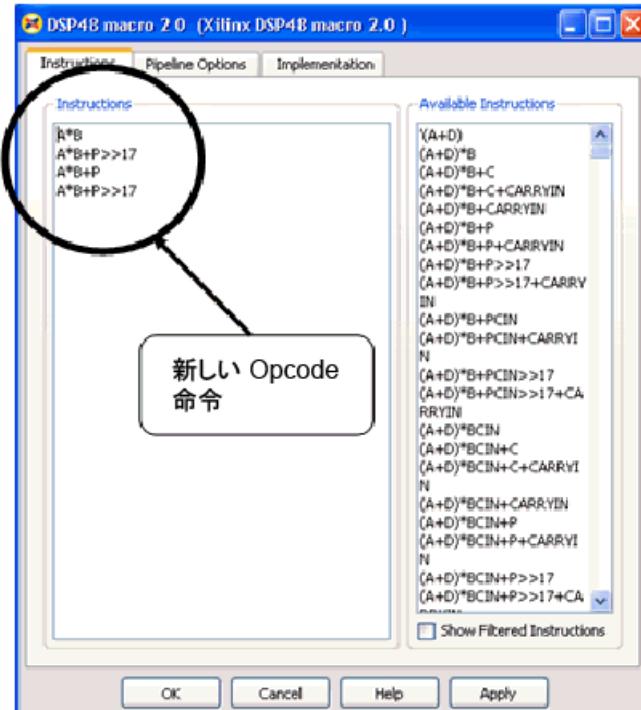 DSP48 macro 2 0 (Xilinx DSP48 macro 2.0 )
Instructions Pipeline Options Implementation
Instructions
A*B
A*B+P>>17
A*B+P
A*B+P>>17
新しい Opcode
命令
Available Instructions
(A+D)
(A+D)*B
(A+D)*B+C
(A+D)*B+C+CARRYIN
(A+D)*B+CARRYIN
(A+D)*B+P
(A+D)*B+P+CARRYIN
(A+D)*B+P>>17
(A+D)*B+P>>17+CARRY
IN
(A+D)*B+PCIN
(A+D)*B+PCIN+CARRYI
N
(A+D)*B+PCIN>>17
(A+D)*B+PCIN>>17+CA
RRYIN
(A+D)*BCIN
(A+D)*BCIN+C
(A+D)*BCIN+C+CARRYI
N
(A+D)*BCIN+CARRYIN
(A+D)*BCIN+P
(A+D)*BCIN+P+CARRYI
N
(A+D)*BCIN+P>>17
(A+D)*BCIN+P>>17+CA
Show Filtered Instructions
OK Cancel Help Apply